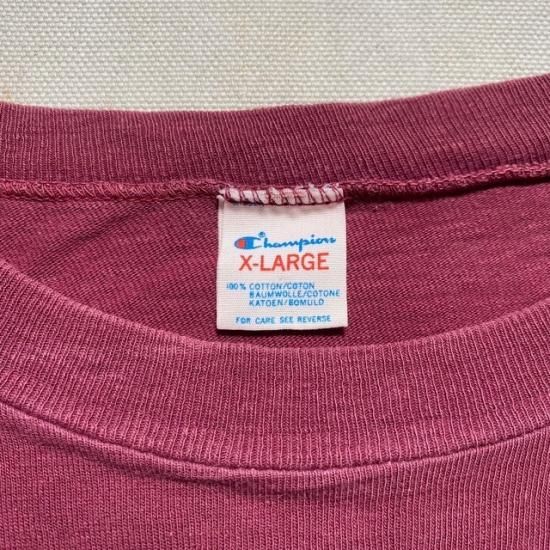 Champion
X-LARGE
100% COTTON/COTON
BAUMWOLLE/COTONE
KATOEN/BOMULD
FOR CARE SEE REVERSE